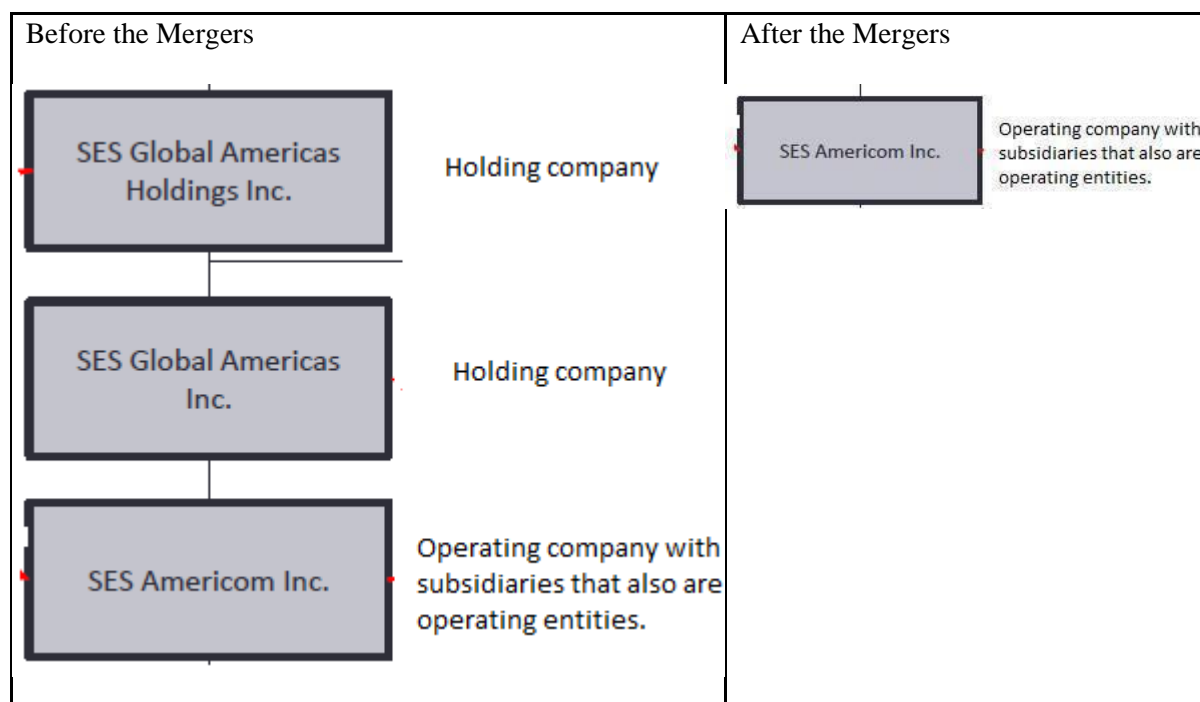 Before the Mergers
SES Global Americas
Holdings Inc.
Holding company
SES Global Americas
Inc.
Holding company
SES Americom Inc.
Operating company with
subsidiaries that also are
operating entities.
After the Mergers
SES Americom Inc.
Operating company with
subsidiaries that also are
operating entities.